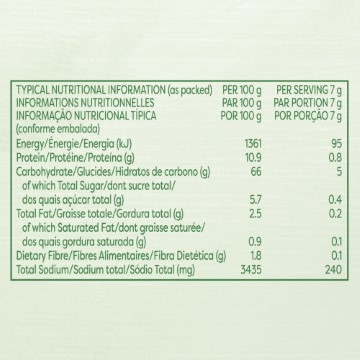 TYPICAL NUTRITIONAL INFORMATION (as packed) PER 100 g PER SERVING 7 g
INFORMATIONS NUTRITIONNELLES PAR 100 g PAR PORTION 7 g
INFORMAÇÃO NUTRICIONAL TÍPICA POR 100 g POR PORÇÃO 7 g
(conforme embalada)
Energy/Énergie/Energia (kJ) 1361 95
Protein/Protéine/Proteína (g) 10.9 0.8
Carbohydrate/Glucides/Hidratos de carbono (g) 66 5
of which Total Sugar/dont sucre total/
dos quais açúcar total (g) 5.7 0.4
Total Fat/Graisse totale/Gordura total (g) 2.5 0.2
of which Saturated Fat/dont graisse saturée/
dos quais gordura saturada (g) 0.9 0.1
Dietary Fibre/Fibres Alimentaires/Fibra Dietética (g) 1.8 0.1
Total Sodium/Sodium total/Sódio Total (mg) 3435 240